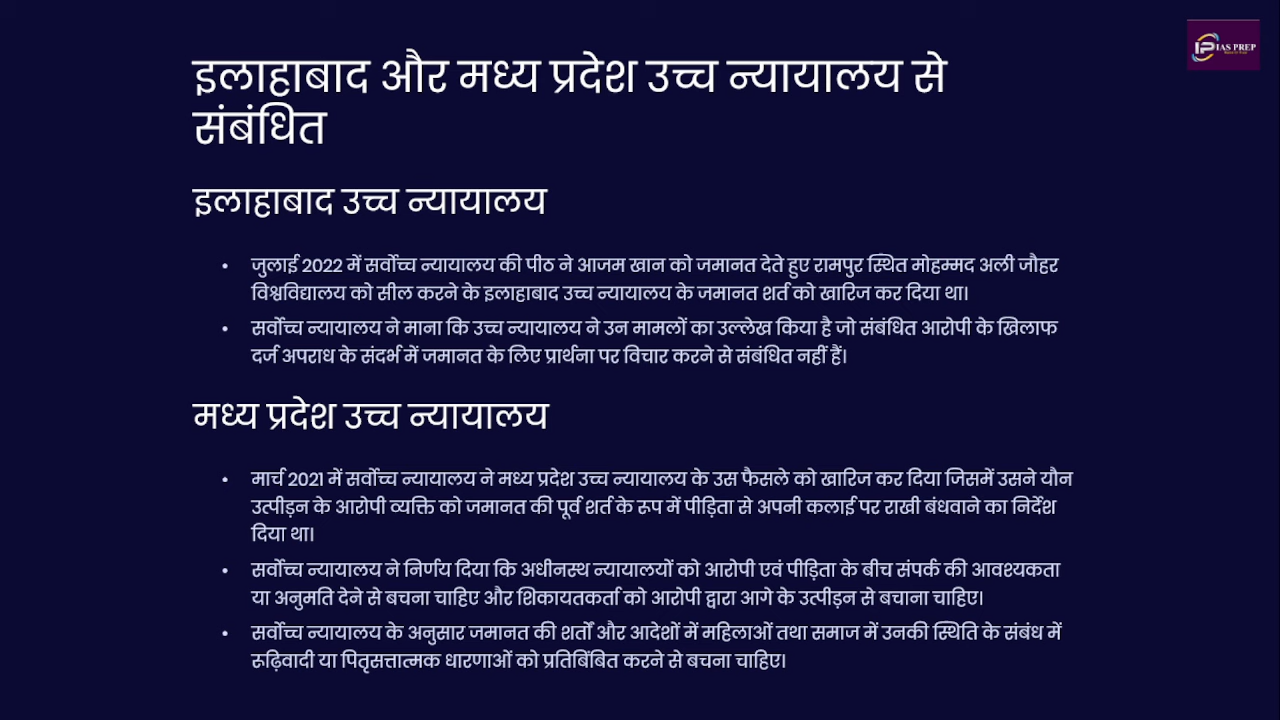 IP IAS PREP
इलाहाबाद और मध्य प्रदेश उच्च न्यायालय से
संबंधित
इलाहाबाद उच्च न्यायालय
• जुलाई 2022 में सर्वोच्च न्यायालय की पीठ ने आजम खान को जमानत देते हुए रामपुर स्थित मोहम्मद अली जौहर
विश्वविद्यालय को सील करने के इलाहाबाद उच्च न्यायालय के जमानत शर्त को खारिज कर दिया था।
• सर्वोच्च न्यायालय ने माना कि उच्च न्यायालय ने उन मामलों का उल्लेख किया है जो संबंधित आरोपी के खिलाफ
दर्ज अपराध के संदर्भ में जमानत के लिए प्रार्थना पर विचार करने से संबंधित नहीं हैं।
मध्य प्रदेश उच्च न्यायालय
• मार्च 2021 में सर्वोच्च न्यायालय ने मध्य प्रदेश उच्च न्यायालय के उस फैसले को खारिज कर दिया जिसमें उसने यौन
उत्पीड़न के आरोपी व्यक्ति को जमानत की पूर्व शर्त के रूप में पीड़िता से अपनी कलाई पर राखी बंधवाने का निर्देश
दिया था।
• सर्वोच्च न्यायालय ने निर्णय दिया कि अधीनस्थ न्यायालयों को आरोपी एवं पीड़िता के बीच संपर्क की आवश्यकता
या अनुमति देने से बचना चाहिए और शिकायतकर्ता को आरोपी द्वारा आगे के उत्पीड़न से बचाना चाहिए।
• सर्वोच्च न्यायालय के अनुसार जमानत की शर्तों और आदेशों में महिलाओं तथा समाज में उनकी स्थिति के संबंध में
रूढ़िवादी या पितृसत्तात्मक धारणाओं को प्रतिबिंबित करने से बचना चाहिए।